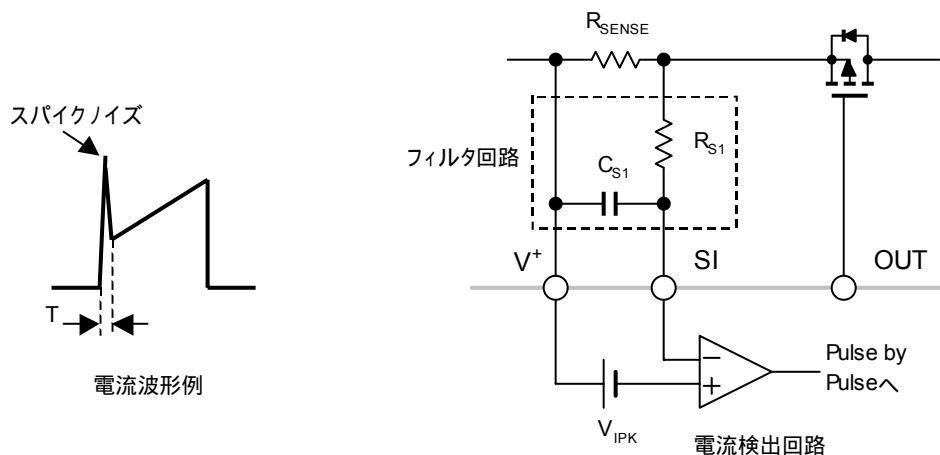 スパイクノイズ
T
電流波形例
R_SENSE
フィルタ回路
R_S1
C_S1
V⁺
SI
OUT
V_IPK
Pulse by
Pulseへ
電流検出回路